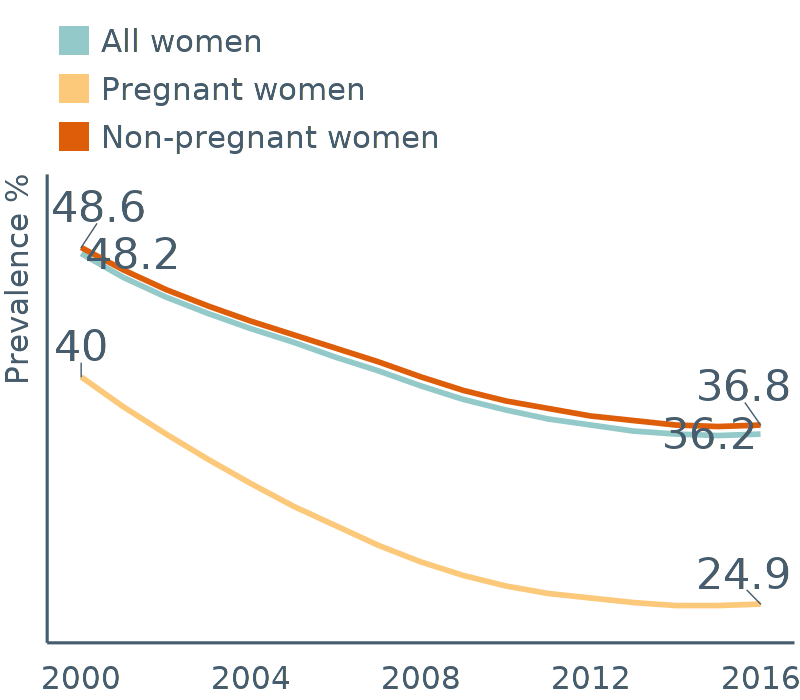 All women
Pregnant women
Non-pregnant women
Prevalence %
48.6
48.2
40
36.8
36.2
24.9
2000 2004 2008 2012 2016